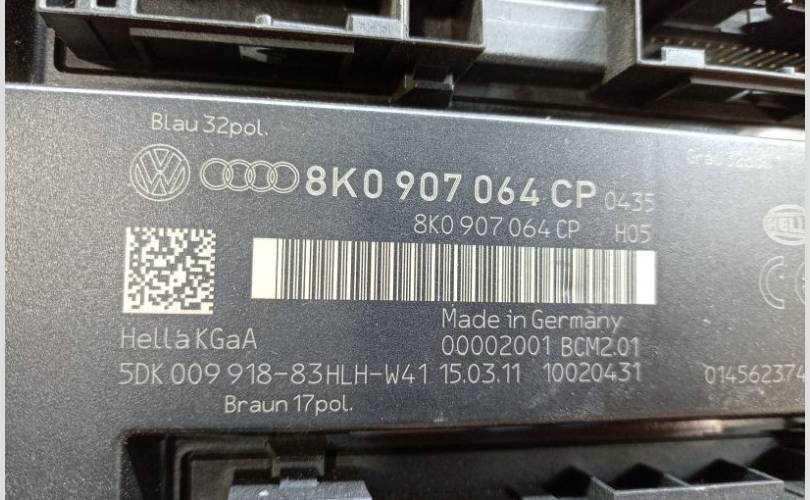 Blau 32pol.
8K0 907 064 CP 0435
8K0 907 064 CP H05
Made in Germany
Hella KGaA
00002001 BCM2.01
5DK 009 918-83HLH-W41 15.03.11 10020431 014562374
Braun 17pol.